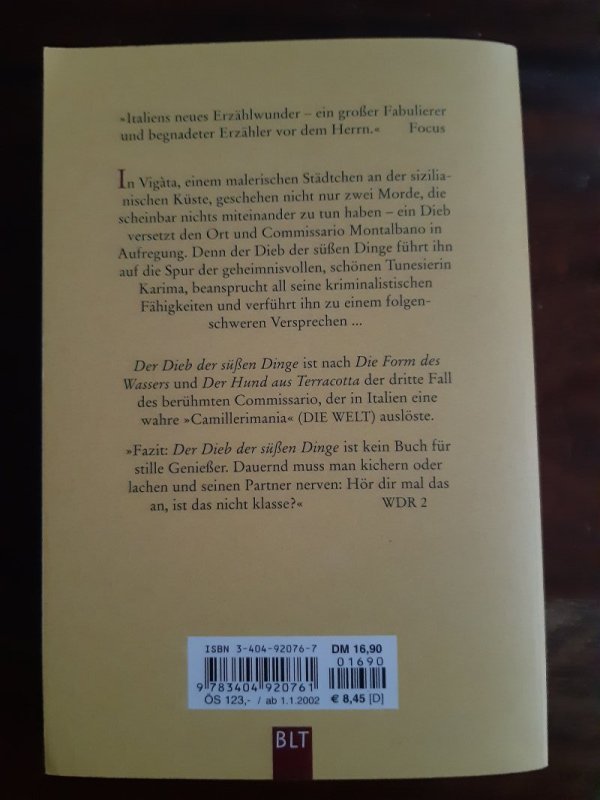 »Italiens neues Erzählwunder – ein großer Fabulierer
und begnadeter Erzähler vor dem Herrn.« Focus
In Vigàta, einem malerischen Städtchen an der sizilia-
nischen Küste, geschehen nicht nur zwei Morde, die
scheinbar nichts miteinander zu tun haben – ein Dieb
versetzt den Ort und Commissario Montalbano in
Aufregung. Denn der Dieb der süßen Dinge führt ihn
auf die Spur der geheimnisvollen, schönen Tunesierin
Karima, beansprucht all seine kriminalistischen
Fähigkeiten und verführt ihn zu einem folgen-
schweren Versprechen ...
Der Dieb der süßen Dinge ist nach Die Form des
Wassers und Der Hund aus Terracotta der dritte Fall
des berühmten Commissario, der in Italien eine
wahre »Camillerimania« (DIE WELT) auslöste.
»Fazit: Der Dieb der süßen Dinge ist kein Buch für
stille Genießer. Dauernd muss man kichern oder
lachen und seinen Partner nerven: Hör dir mal das
an, ist das nicht klasse?« WDR 2
ISBN 3-404-92076-7 DM 16,90
01690
9 783404 920761
ÖS 123,- / ab 1.1.2002 € 8,45 [D]
BLT